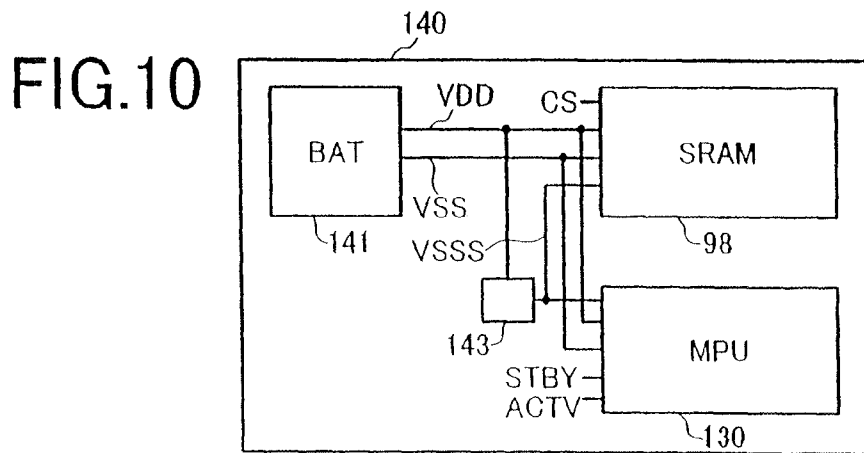 FIG.10
140
BAT
VDD
VSS
141
CS
SRAM
98
VSSS
143
MPU
STBY
ACTV
130